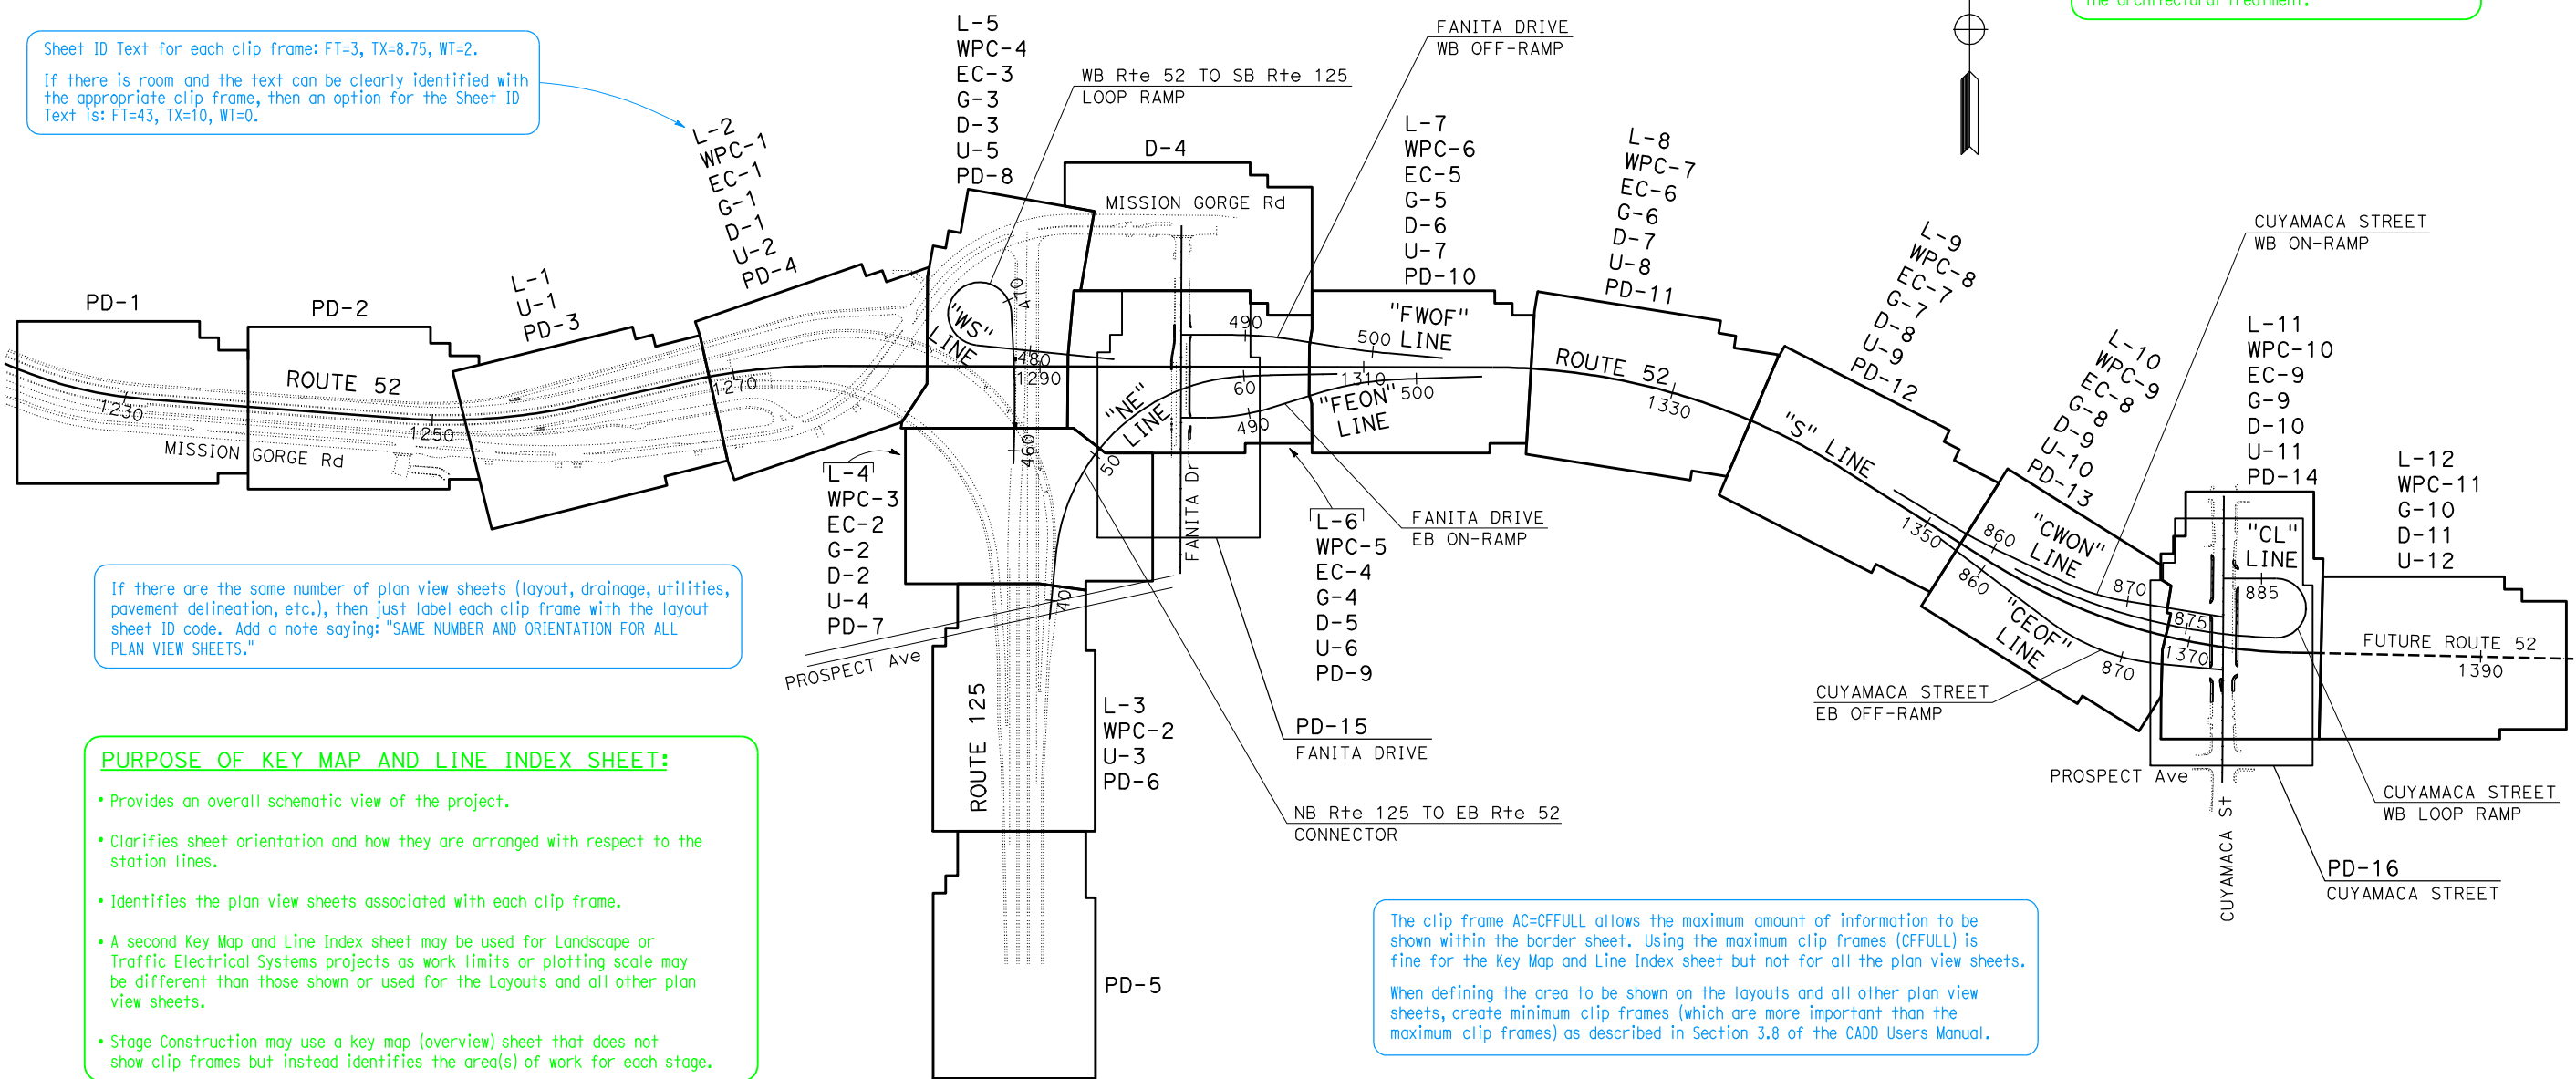 the architectural treatment.
Sheet ID Text for each clip frame: FT=3, TX=8.75, WT=2.
If there is room and the text can be clearly identified with
the appropriate clip frame, then an option for the Sheet ID
Text is: FT=43, TX=10, WT=0.
L-5
WPC-4
EC-3
G-3
D-3
U-5
PD-8
FANITA DRIVE
WB OFF-RAMP
WB Rte 52 TO SB Rte 125
LOOP RAMP
L-2
WPC-1
EC-1
G-1
D-1
U-2
PD-4
D-4
MISSION GORGE Rd
L-7
WPC-6
EC-5
G-5
D-6
U-7
PD-10
L-8
WPC-7
EC-6
G-6
D-7
U-8
PD-11
L-9
WPC-8
EC-7
G-7
D-8
U-9
PD-12
CUYAMACA STREET
WB ON-RAMP
L-10
WPC-9
EC-8
G-8
D-9
U-10
PD-13
L-11
WPC-10
EC-9
G-9
D-10
U-11
PD-14
L-12
WPC-11
G-10
D-11
U-12
PD-1
PD-2
L-1
U-1
PD-3
ROUTE 52
1230
1250
1270
MISSION GORGE Rd
"WS"
LINE
470
480
1290
460
490
"FWOF"
LINE
500
1310
60
500
"NE"
LINE
"FEON"
LINE
490
50
40
FANITA Dr
ROUTE 52
1330
"S" LINE
1350
860
"CWON"
LINE
870
860
"CEOF"
LINE
870
875
1370
"CL"
LINE
885
FUTURE ROUTE 52
1390
L-4
WPC-3
EC-2
G-2
D-2
U-4
PD-7
L-6
WPC-5
EC-4
G-4
D-5
U-6
PD-9
FANITA DRIVE
EB ON-RAMP
PROSPECT Ave
If there are the same number of plan view sheets (layout, drainage, utilities,
pavement delineation, etc.), then just label each clip frame with the layout
sheet ID code. Add a note saying: "SAME NUMBER AND ORIENTATION FOR ALL
PLAN VIEW SHEETS."
ROUTE 125
L-3
WPC-2
U-3
PD-6
PD-15
FANITA DRIVE
NB Rte 125 TO EB Rte 52
CONNECTOR
CUYAMACA STREET
EB OFF-RAMP
PROSPECT Ave
CUYAMACA St
CUYAMACA STREET
WB LOOP RAMP
PD-16
CUYAMACA STREET
PD-5
PURPOSE OF KEY MAP AND LINE INDEX SHEET:
• Provides an overall schematic view of the project.
• Clarifies sheet orientation and how they are arranged with respect to the
station lines.
• Identifies the plan view sheets associated with each clip frame.
• A second Key Map and Line Index sheet may be used for Landscape or
Traffic Electrical Systems projects as work limits or plotting scale may
be different than those shown or used for the Layouts and all other plan
view sheets.
• Stage Construction may use a key map (overview) sheet that does not
show clip frames but instead identifies the area(s) of work for each stage.
The clip frame AC=CFFULL allows the maximum amount of information to be
shown within the border sheet. Using the maximum clip frames (CFFULL) is
fine for the Key Map and Line Index sheet but not for all the plan view sheets.
When defining the area to be shown on the layouts and all other plan view
sheets, create minimum clip frames (which are more important than the
maximum clip frames) as described in Section 3.8 of the CADD Users Manual.